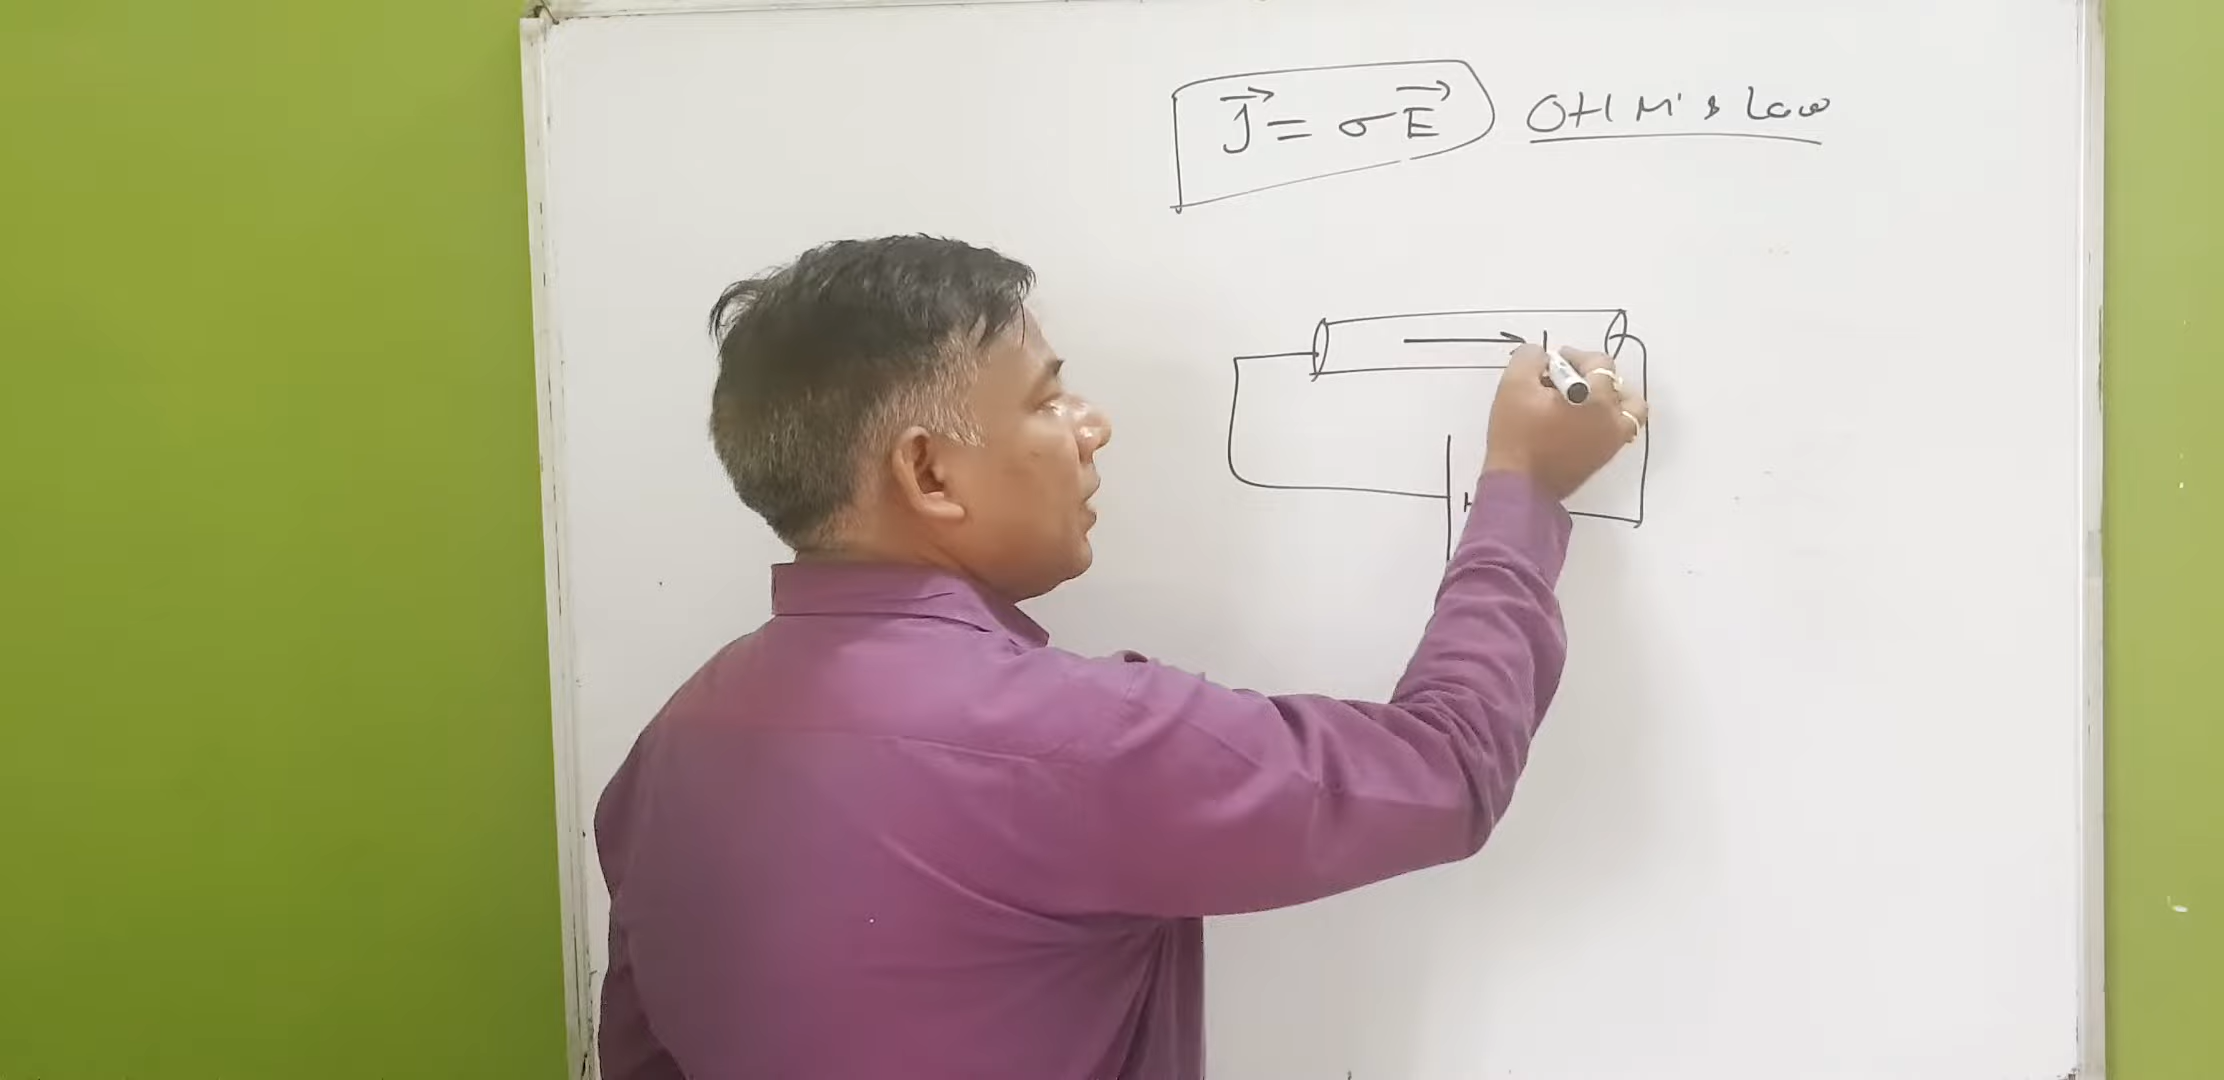 J⃗ = σE⃗ OHM's Law